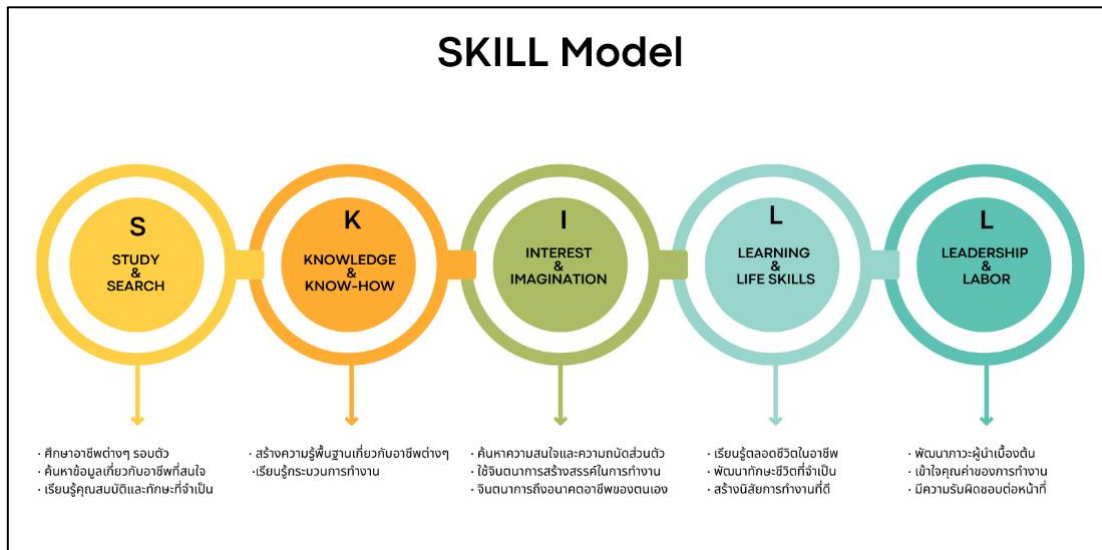 SKILL Model
S
STUDY
&
SEARCH
K
KNOWLEDGE
&
KNOW-HOW
I
INTEREST
&
IMAGINATION
L
LEARNING
&
LIFE SKILLS
L
LEADERSHIP
&
LABOR
· ศึกษาอาชีพต่างๆ รอบตัว
· ค้นหาข้อมูลเกี่ยวกับอาชีพที่สนใจ
· เรียนรู้คุณสมบัติและทักษะที่จำเป็น
· สร้างความรู้พื้นฐานเกี่ยวกับอาชีพต่างๆ
·เรียนรู้กระบวนการทำงาน
· ค้นหาความสนใจและความถนัดส่วนตัว
· ใช้จินตนาการสร้างสรรค์ในการทำงาน
· จินตนาการถึงอนาคตอาชีพของตนเอง
· เรียนรู้ตลอดชีวิตในอาชีพ
· พัฒนาทักษะชีวิตที่จำเป็น
· สร้างนิสัยการทำงานที่ดี
· พัฒนาภาวะผู้นำเบื้องต้น
· เข้าใจคุณค่าของการทำงาน
· มีความรับผิดชอบต่อหน้าที่